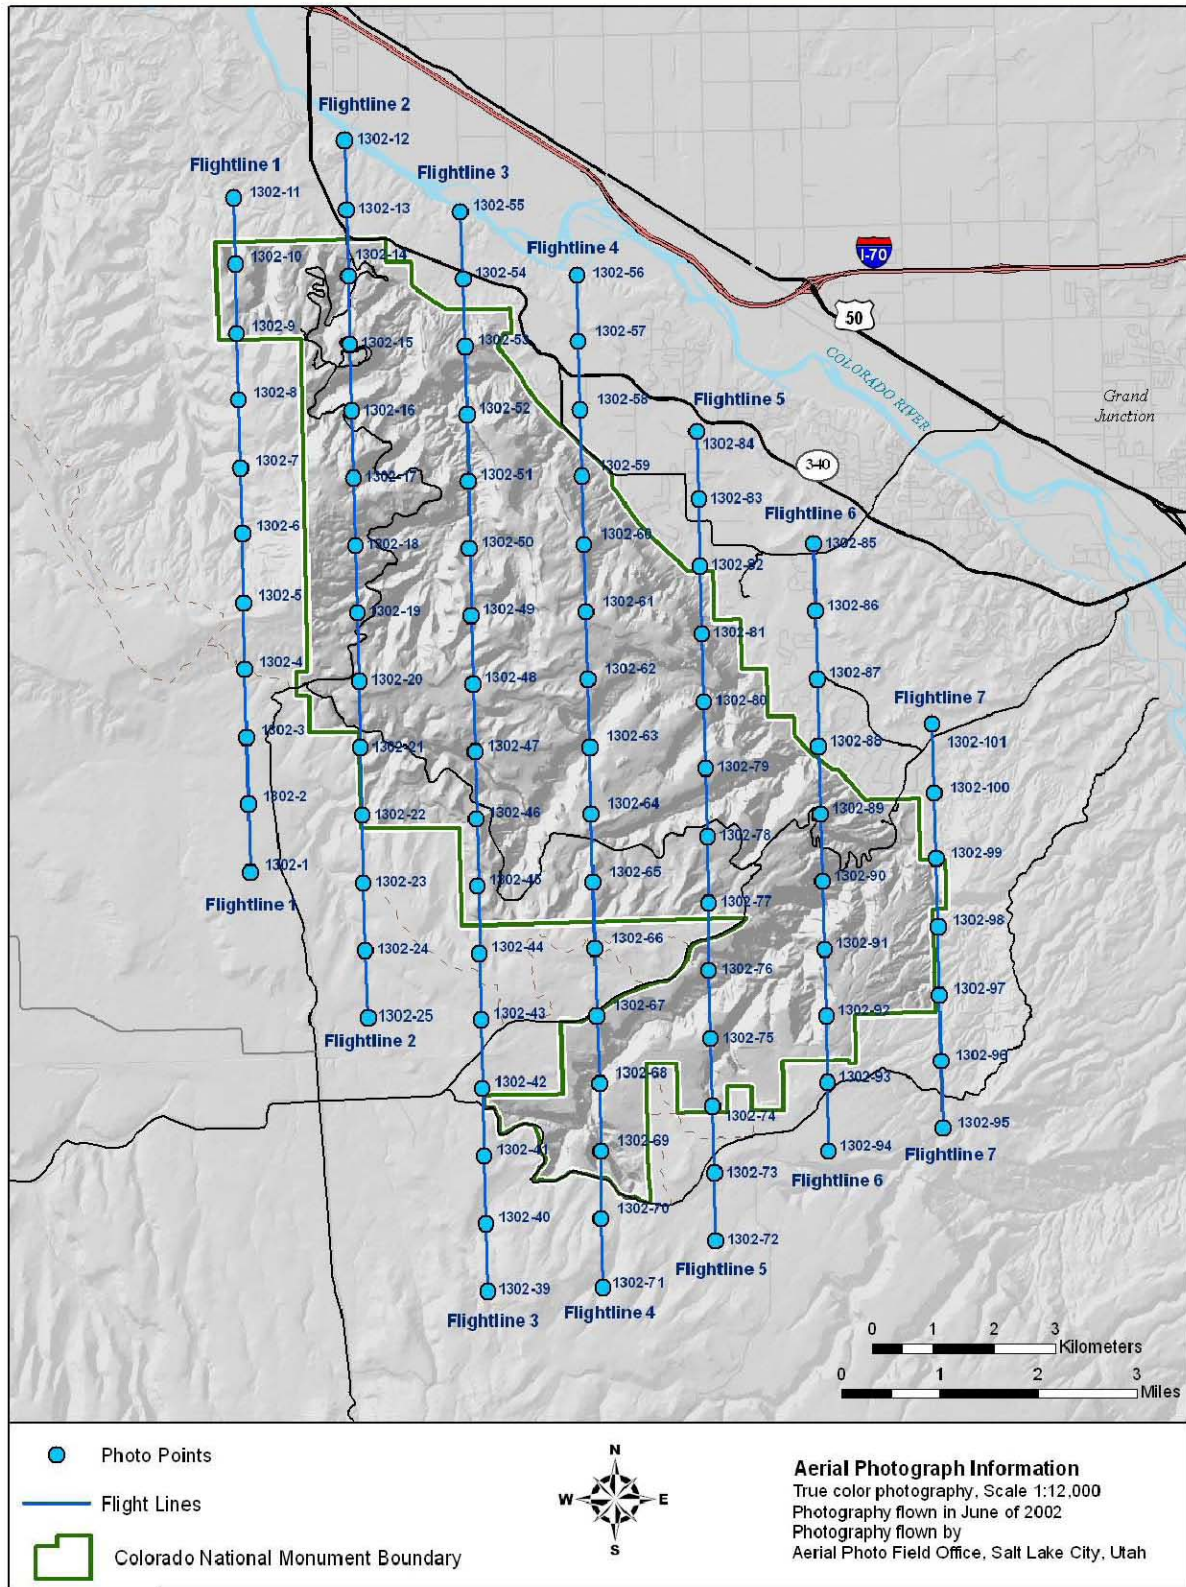 Flightline 2
1302-12
Flightline 1
1302-11
Flightline 3
1302-13
1302-55
Flightline 4
1302-10
1302-14
1302-54
1302-56
I-70
50
1302-9
1302-15
1302-53
1302-57
COLORADO RIVER
Grand
Junction
1302-8
1302-16
1302-52
1302-58
Flightline 5
1302-84
340
1302-7
1302-17
1302-51
1302-59
1302-83
Flightline 6
1302-6
1302-18
1302-50
1302-60
1302-82
1302-85
1302-5
1302-19
1302-49
1302-61
1302-81
1302-86
1302-4
1302-20
1302-48
1302-62
1302-80
1302-87
Flightline 7
1302-3
1302-21
1302-47
1302-63
1302-79
1302-88
1302-101
1302-2
1302-22
1302-46
1302-64
1302-78
1302-89
1302-100
1302-1
Flightline 1
1302-23
1302-45
1302-65
1302-77
1302-90
1302-99
1302-24
1302-44
1302-66
1302-76
1302-91
1302-98
1302-25
Flightline 2
1302-43
1302-67
1302-75
1302-92
1302-97
1302-42
1302-68
1302-74
1302-93
1302-96
1302-41
1302-69
1302-73
1302-94
Flightline 6
1302-95
Flightline 7
1302-40
1302-70
1302-72
Flightline 5
1302-39
Flightline 3
1302-71
Flightline 4
0 1 2 3
Kilometers
0 1 2 3
Miles
Photo Points
Flight Lines
Colorado National Monument Boundary
N
W E
S
Aerial Photograph Information
True color photography, Scale 1:12,000
Photography flown in June of 2002
Photography flown by
Aerial Photo Field Office, Salt Lake City, Utah